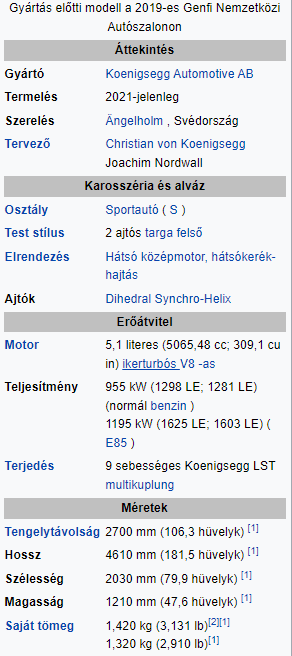 Gyártás előtti modell a 2019-es Genfi Nemzetközi
Autószalonon
Áttekintés
Gyártó Koenigsegg Automotive AB
Termelés 2021-jelenleg
Szerelés Ängelholm , Svédország
Tervező Christian von Koenigsegg
Joachim Nordwall
Karosszéria és alváz
Osztály Sportautó ( S )
Test stílus 2 ajtós targa felső
Elrendezés Hátsó középmotor, hátsókerék-
hajtás
Ajtók Dihedral Synchro-Helix
Erőátvitel
Motor 5,1 literes (5065,48 cc; 309,1 cu
in) ikerturbós V8 -as
Teljesítmény 955 kW (1298 LE; 1281 LE)
(normál benzin )
1195 kW (1625 LE; 1603 LE) (
E85 )
Terjedés 9 sebességes Koenigsegg LST
multikuplung
Méretek
Tengelytávolság 2700 mm (106,3 hüvelyk) [1]
Hossz 4610 mm (181,5 hüvelyk) [1]
Szélesség 2030 mm (79,9 hüvelyk) [1]
Magasság 1210 mm (47,6 hüvelyk) [1]
Saját tömeg 1,420 kg (3,131 lb)[2][1]
1,320 kg (2,910 lb)[1]